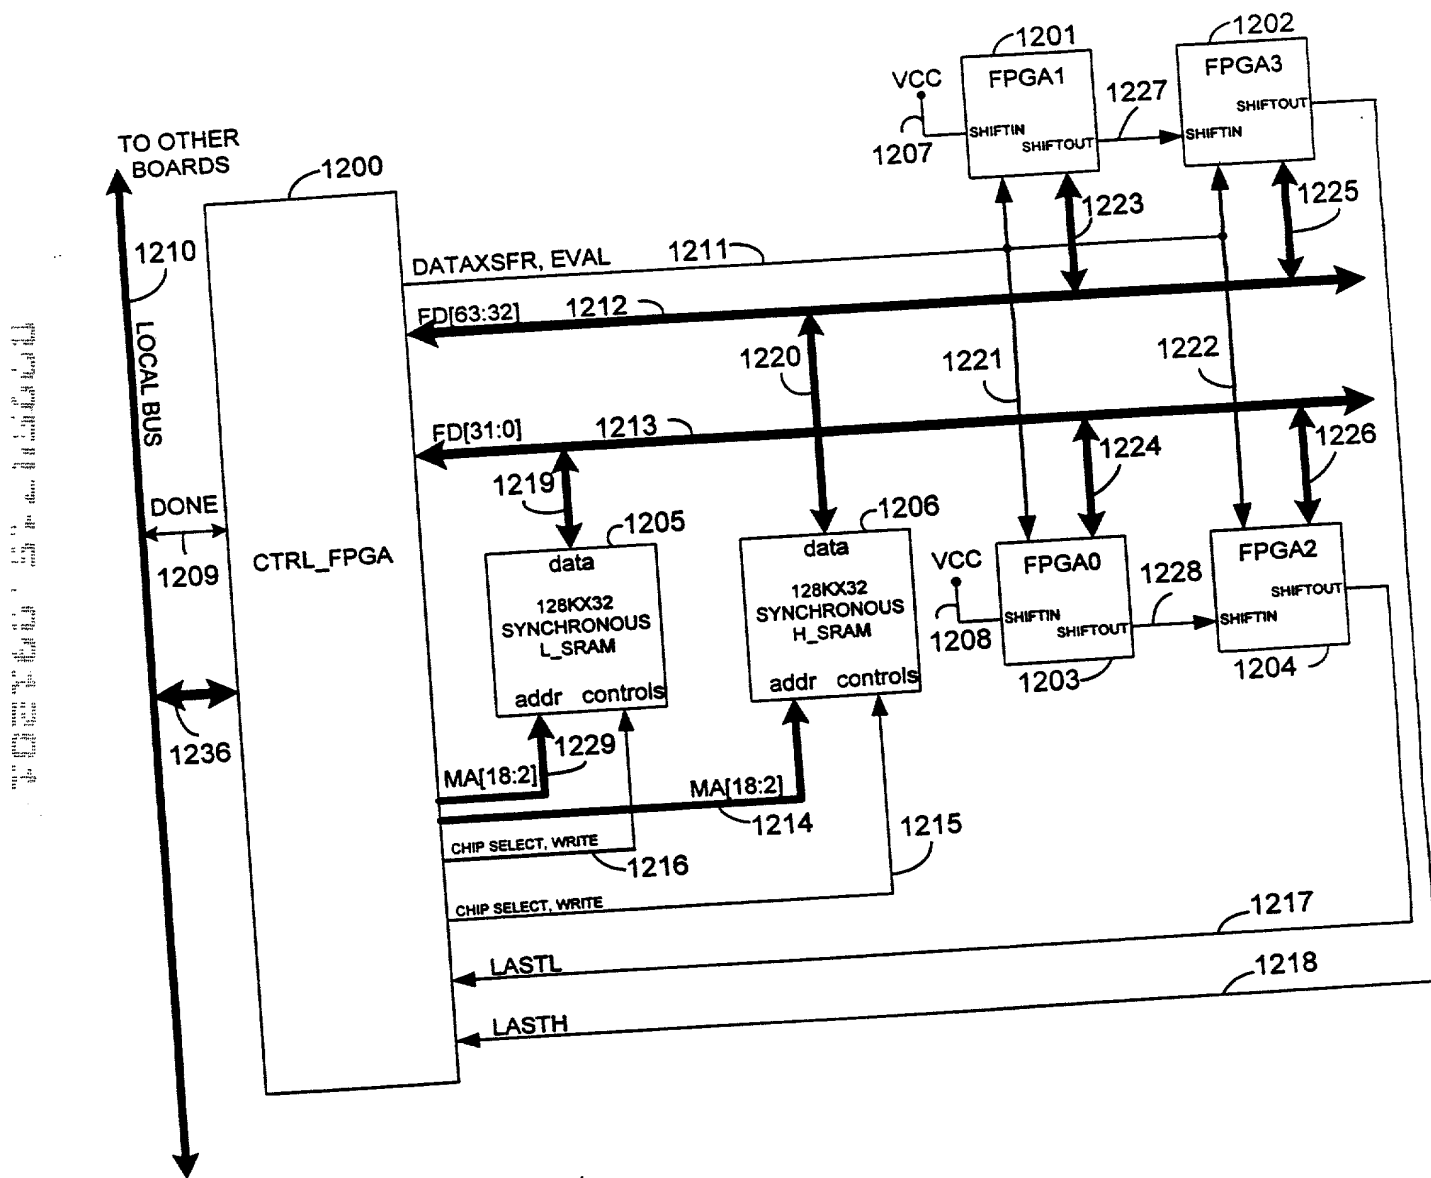 1201
1202
VCC
FPGA1
FPGA3
1227
SHIFTOUT
SHIFTIN
SHIFTOUT
SHIFTIN
1207
TO OTHER
BOARDS
1200
1210
1223
1225
DATAXSFR, EVAL
1211
FD[63:32]
1212
1220
1221
1222
LOCAL BUS
FD[31:0]
1213
1219
1224
1226
DONE
1205
1206
data
data
VCC
FPGA0
1228
FPGA2
1209
CTRL_FPGA
128KX32
SYNCHRONOUS
L_SRAM
128KX32
SYNCHRONOUS
H_SRAM
SHIFTIN
SHIFTOUT
SHIFTIN
SHIFTOUT
1208
1203
1204
addr controls
addr controls
1236
1229
MA[18:2]
MA[18:2]
1214
1215
CHIP SELECT, WRITE
1216
CHIP SELECT, WRITE
1217
LASTL
1218
LASTH